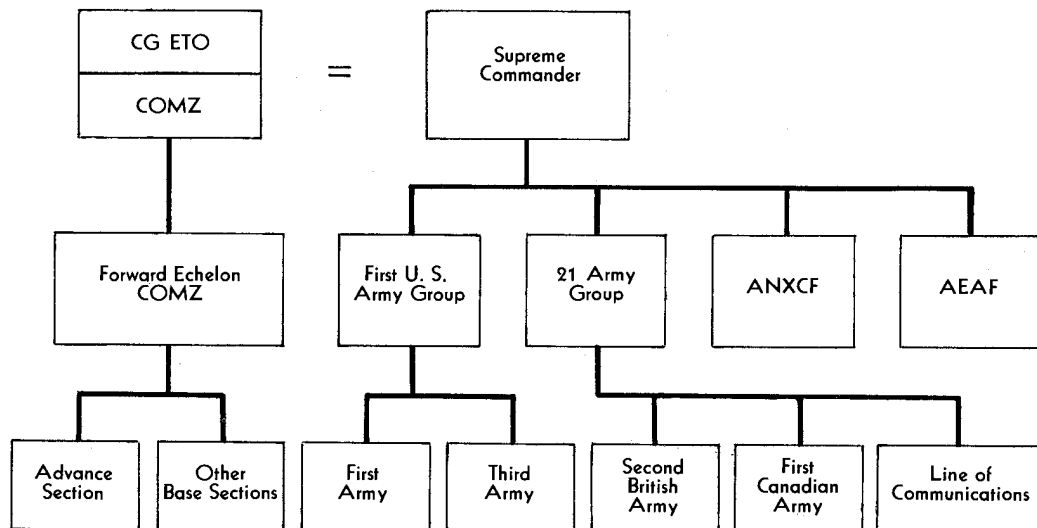 CG ETO
COMZ
=
Supreme
Commander
Forward Echelon
COMZ
First U. S.
Army Group
21 Army
Group
ANXCF
AEAF
Advance
Section
Other
Base Sections
First
Army
Third
Army
Second
British
Army
First
Canadian
Army
Line of
Communications